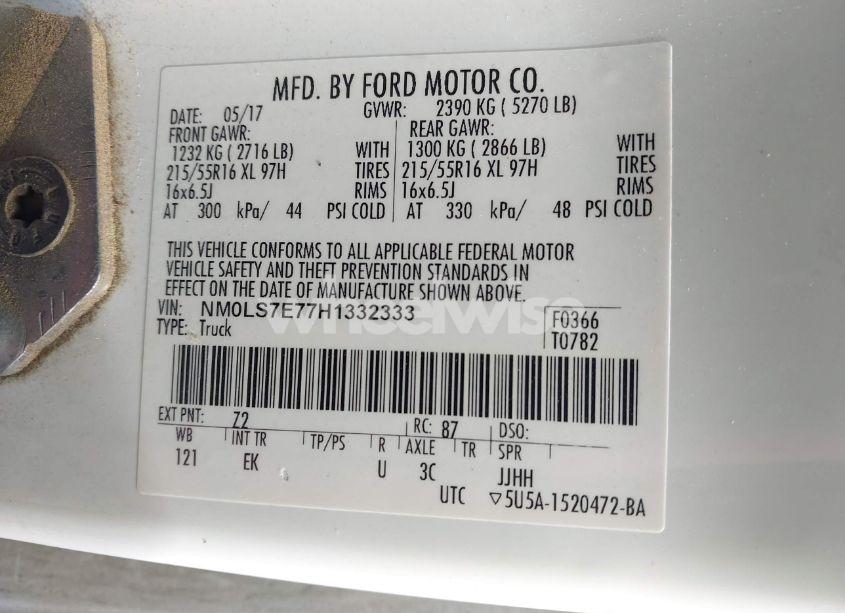 MFD. BY FORD MOTOR CO.
DATE: 05/17 GVWR: 2390 KG ( 5270 LB)
FRONT GAWR: REAR GAWR:
1232 KG ( 2716 LB) WITH 1300 KG ( 2866 LB) WITH
215/55R16 XL 97H TIRES 215/55R16 XL 97H TIRES
16x6.5J RIMS 16x6.5J RIMS
AT 300 kPa/ 44 PSI COLD AT 330 kPa/ 48 PSI COLD
THIS VEHICLE CONFORMS TO ALL APPLICABLE FEDERAL MOTOR
VEHICLE SAFETY AND THEFT PREVENTION STANDARDS IN
EFFECT ON THE DATE OF MANUFACTURE SHOWN ABOVE.
VIN: NM0LS7E77H1332333 F0366
TYPE: Truck T0782
wheelwise
EXT PNT: Z2 RC: 87 DSO:
WB INT TR TP/PS R AXLE TR SPR
121 EK U 3C JJHH
UTC ▽5U5A-1520472-BA